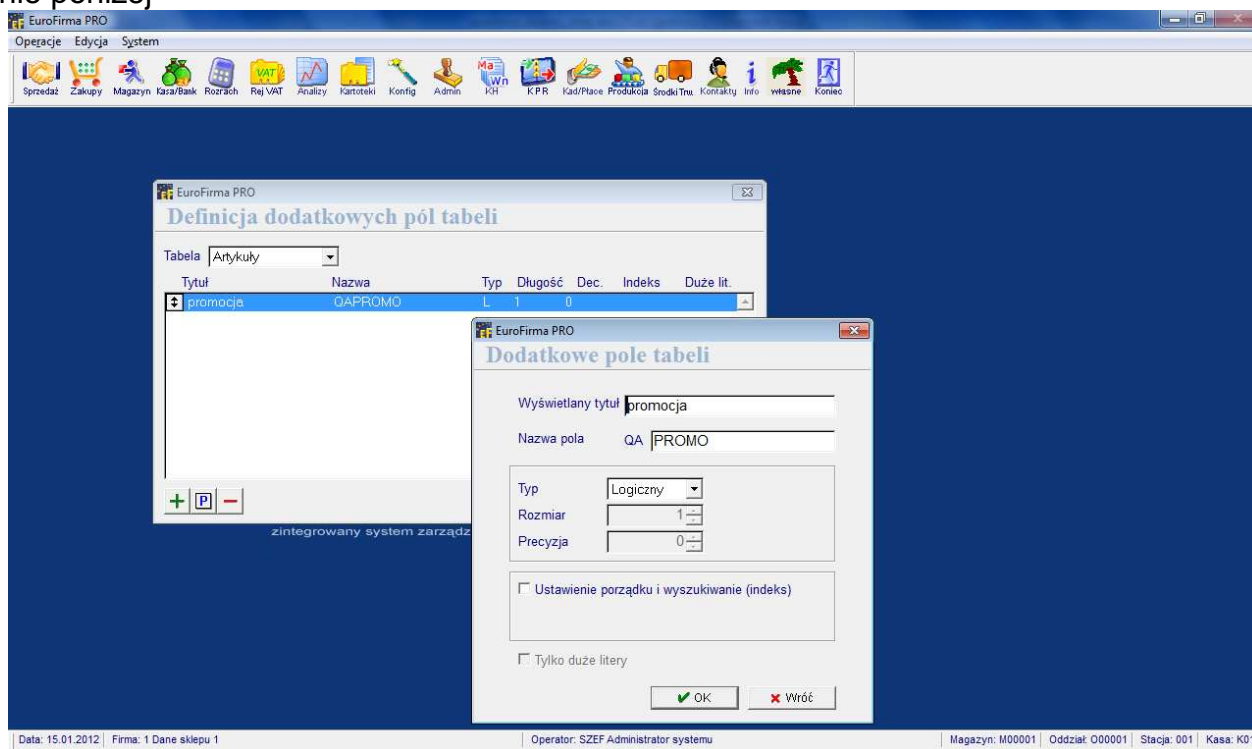 nie poniżej
EuroFirma PRO
Operacje Edycja System
Sprzedaż Zakupy Magazyn Kasa/Bank Rozrach Rej VAT Analizy Kartoteki Konfig Admin KH K P R Kad/Płace Produkcja Środki Trw. Kontakty Info własne Koniec
EuroFirma PRO
Definicja dodatkowych pól tabeli
Tabela Artykuły
Tytuł Nazwa Typ Długość Dec. Indeks Duże lit.
promocja QAPROMO L 1 0
EuroFirma PRO
Dodatkowe pole tabeli
Wyświetlany tytuł promocja
Nazwa pola QA PROMO
Typ Logiczny
Rozmiar 1
Precyzja 0
Ustawienie porządku i wyszukiwanie (indeks)
Tylko duże litery
OK Wróć
zintegrowany system zarządz
Data: 15.01.2012 Firma: 1 Dane sklepu 1 Operator: SZEF Administrator systemu Magazyn: M00001 Oddział: O00001 Stacja: 001 Kasa: K0